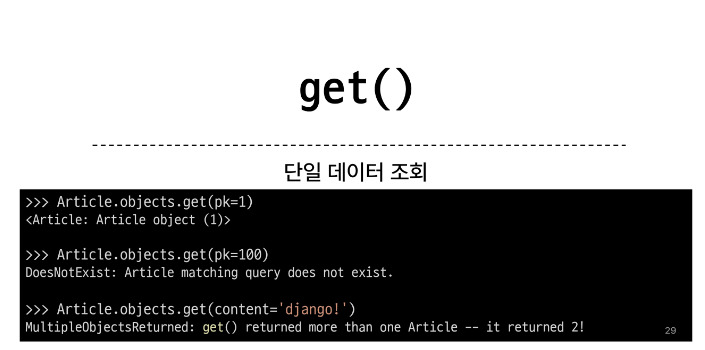 get()
단일 데이터 조회
>>> Article.objects.get(pk=1)
<Article: Article object (1)>
>>> Article.objects.get(pk=100)
DoesNotExist: Article matching query does not exist.
>>> Article.objects.get(content='django!')
MultipleObjectsReturned: get() returned more than one Article -- it returned 2!
29